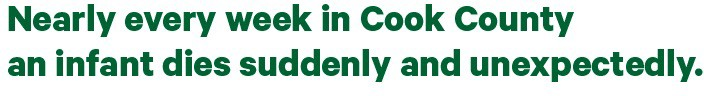 Nearly every week in Cook County
an infant dies suddenly and unexpectedly.